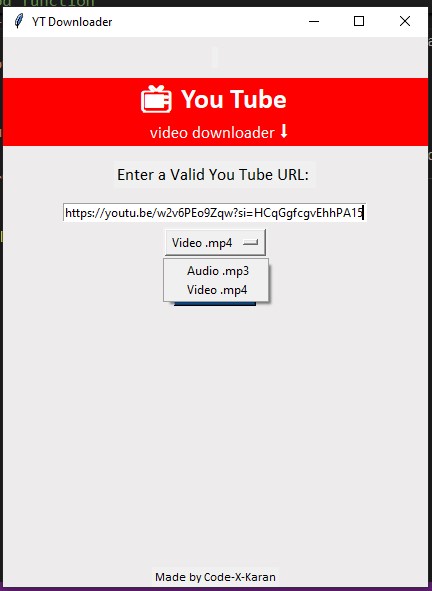 YT Downloader
You Tube
video downloader ⬇
Enter a Valid You Tube URL:
https://youtu.be/w2v6PEo9Zqw?si=HCqGgfcgvEhhPA15
Video .mp4
Audio .mp3
Video .mp4
Made by Code-X-Karan